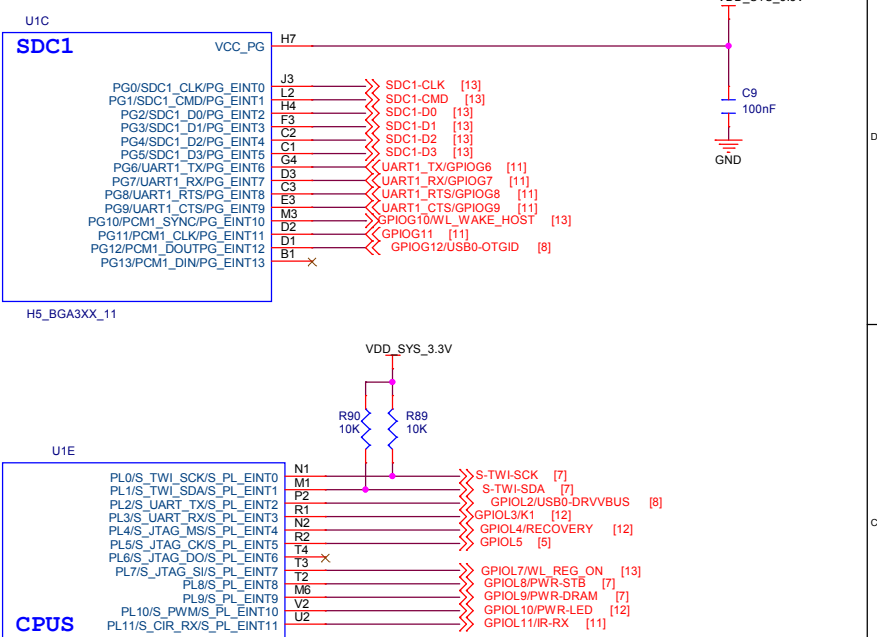 U1C
SDC1
VCC_PG H7
PG0/SDC1_CLK/PG_EINT0 J3 SDC1-CLK [13]
PG1/SDC1_CMD/PG_EINT1 L2 SDC1-CMD [13]
PG2/SDC1_D0/PG_EINT2 H4 SDC1-D0 [13]
PG3/SDC1_D1/PG_EINT3 F3 SDC1-D1 [13]
PG4/SDC1_D2/PG_EINT4 C2 SDC1-D2 [13]
PG5/SDC1_D3/PG_EINT5 C1 SDC1-D3 [13]
PG6/UART1_TX/PG_EINT6 G4 UART1_TX/GPIOG6 [11]
PG7/UART1_RX/PG_EINT7 D3 UART1_RX/GPIOG7 [11]
PG8/UART1_RTS/PG_EINT8 C3 UART1_RTS/GPIOG8 [11]
PG9/UART1_CTS/PG_EINT9 E3 UART1_CTS/GPIOG9 [11]
PG10/PCM1_SYNC/PG_EINT10 M3 GPIOG10/WL_WAKE_HOST [13]
PG11/PCM1_CLK/PG_EINT11 D2 GPIOG11 [11]
PG12/PCM1_DOUTPG_EINT12 D1 GPIOG12/USB0-OTGID [8]
PG13/PCM1_DIN/PG_EINT13 B1
H5_BGA3XX_11
C9
100nF
GND
D
VDD_SYS_3.3V
R90
10K
R89
10K
U1E
PL0/S_TWI_SCK/S_PL_EINT0 N1 S-TWI-SCK [7]
PL1/S_TWI_SDA/S_PL_EINT1 M1 S-TWI-SDA [7]
PL2/S_UART_TX/S_PL_EINT2 P2 GPIOL2/USB0-DRVVBUS [8]
PL3/S_UART_RX/S_PL_EINT3 R1 GPIOL3/K1 [12]
PL4/S_JTAG_MS/S_PL_EINT4 N2 GPIOL4/RECOVERY [12]
PL5/S_JTAG_CK/S_PL_EINT5 R2 GPIOL5 [5]
PL6/S_JTAG_DO/S_PL_EINT6 T4
PL7/S_JTAG_SI/S_PL_EINT7 T3 GPIOL7/WL_REG_ON [13]
PL8/S_PL_EINT8 T2 GPIOL8/PWR-STB [7]
PL9/S_PL_EINT9 M6 GPIOL9/PWR-DRAM [7]
PL10/S_PWM/S_PL_EINT10 V2 GPIOL10/PWR-LED [12]
PL11/S_CIR_RX/S_PL_EINT11 U2 GPIOL11/IR-RX [11]
CPUS
C